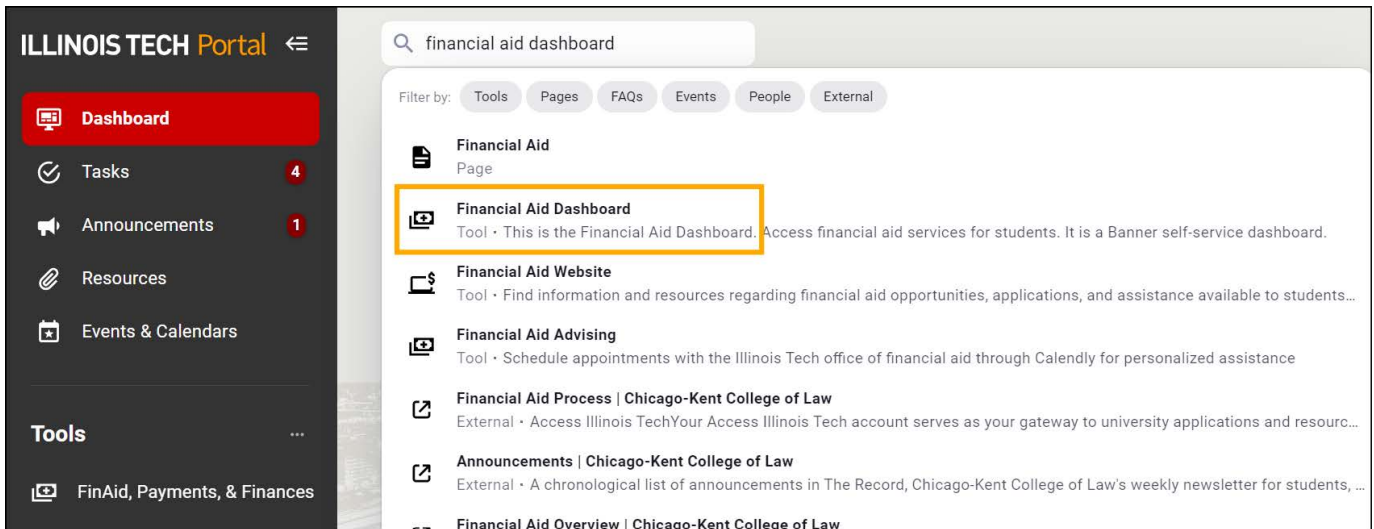 ILLINOIS TECH Portal
Dashboard
Tasks 4
Announcements 1
Resources
Events & Calendars
Tools ...
FinAid, Payments, & Finances
financial aid dashboard
Filter by: Tools Pages FAQs Events People External
Financial Aid
Page
Financial Aid Dashboard
Tool • This is the Financial Aid Dashboard. Access financial aid services for students. It is a Banner self-service dashboard.
Financial Aid Website
Tool • Find information and resources regarding financial aid opportunities, applications, and assistance available to students...
Financial Aid Advising
Tool • Schedule appointments with the Illinois Tech office of financial aid through Calendly for personalized assistance
Financial Aid Process | Chicago-Kent College of Law
External • Access Illinois TechYour Access Illinois Tech account serves as your gateway to university applications and resourc...
Announcements | Chicago-Kent College of Law
External • A chronological list of announcements in The Record, Chicago-Kent College of Law's weekly newsletter for students, ...
Financial Aid Overview | Chicago-Kent College of Law